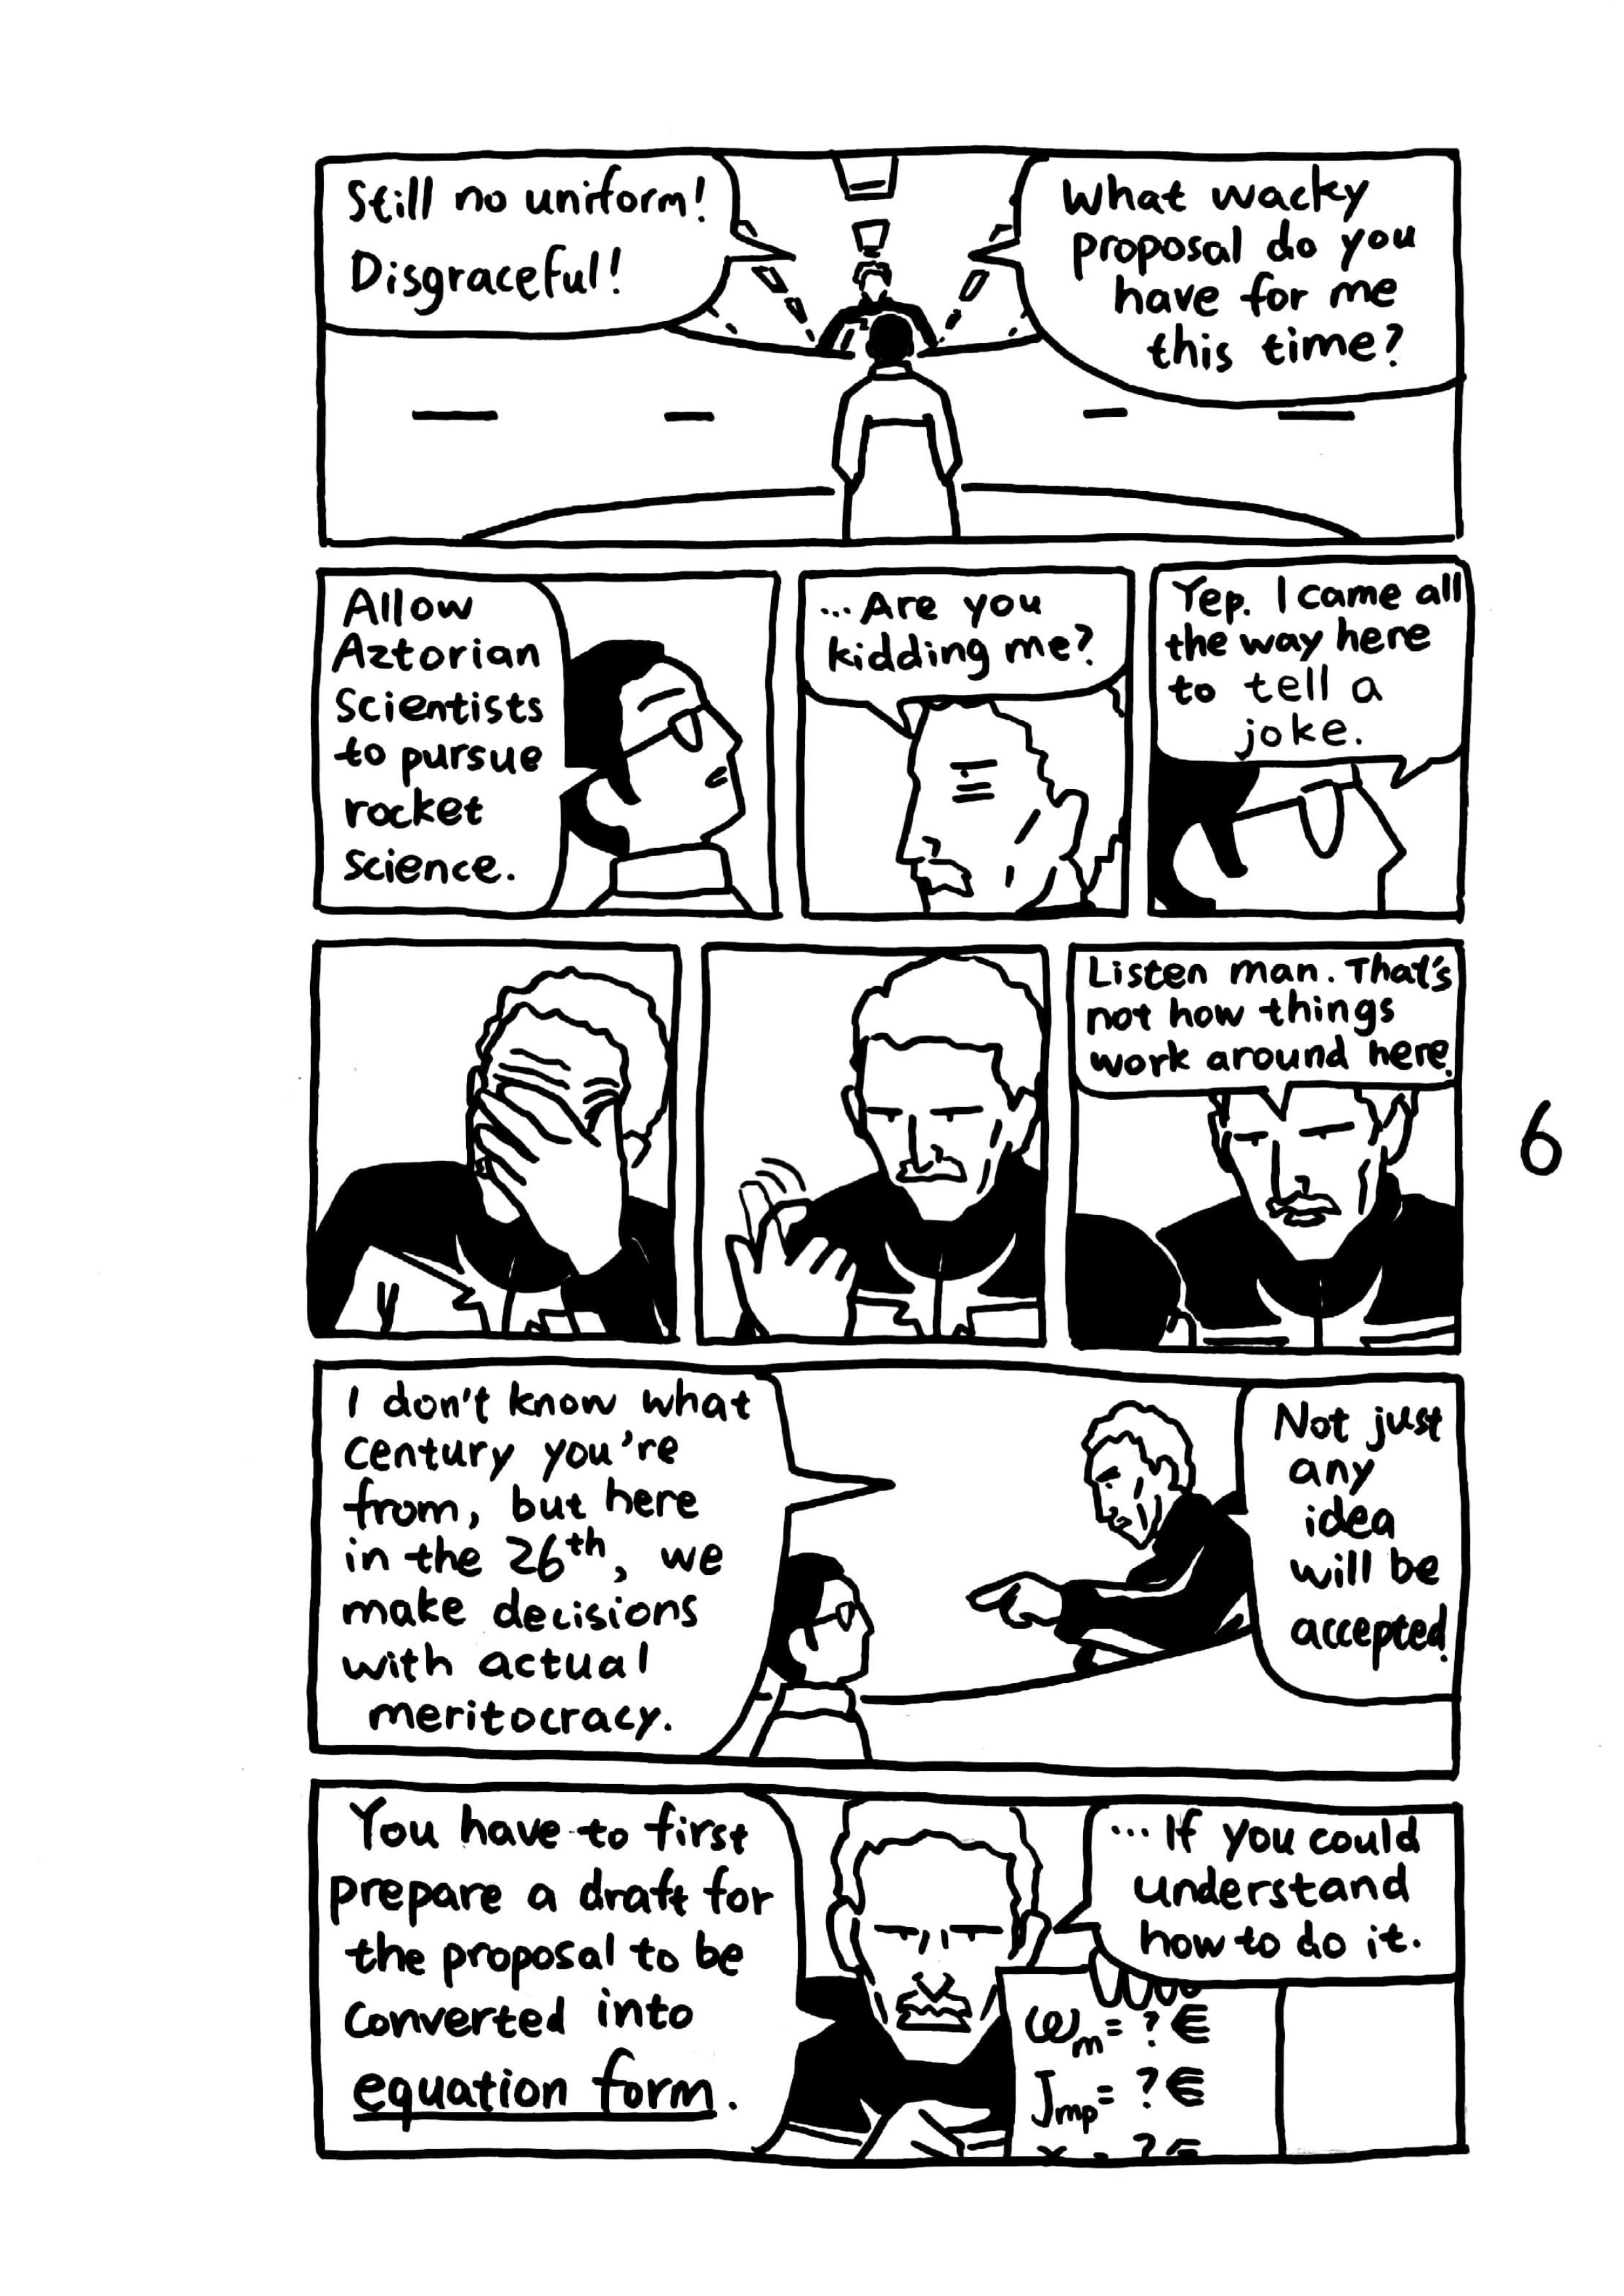 Still no uniform!
Disgraceful!
What wacky
proposal do you
have for me
this time?
Allow
Aztorian
Scientists
to pursue
rocket
science.
...Are you
kidding me?
Yep. I came all
the way here
to tell a
joke.
Listen man. That's
not how things
work around here.
6
I don't know what
century you're
from, but here
in the 26th, we
make decisions
with actual
meritocracy.
Not just
any
idea
will be
accepted!
You have to first
prepare a draft for
the proposal to be
converted into
equation form.
...If you could
understand
how to do it.
ωm = ? €
Jmp = ? €